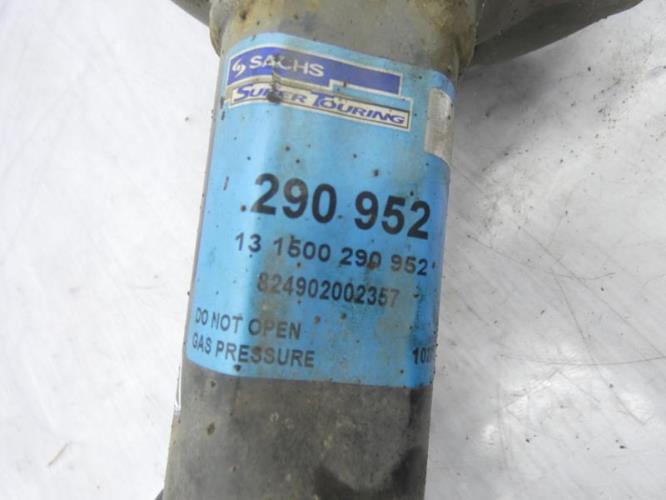 SACHS
SUPER TOURING
290 952
13 1500 290 952
824902002357
DO NOT OPEN
GAS PRESSURE